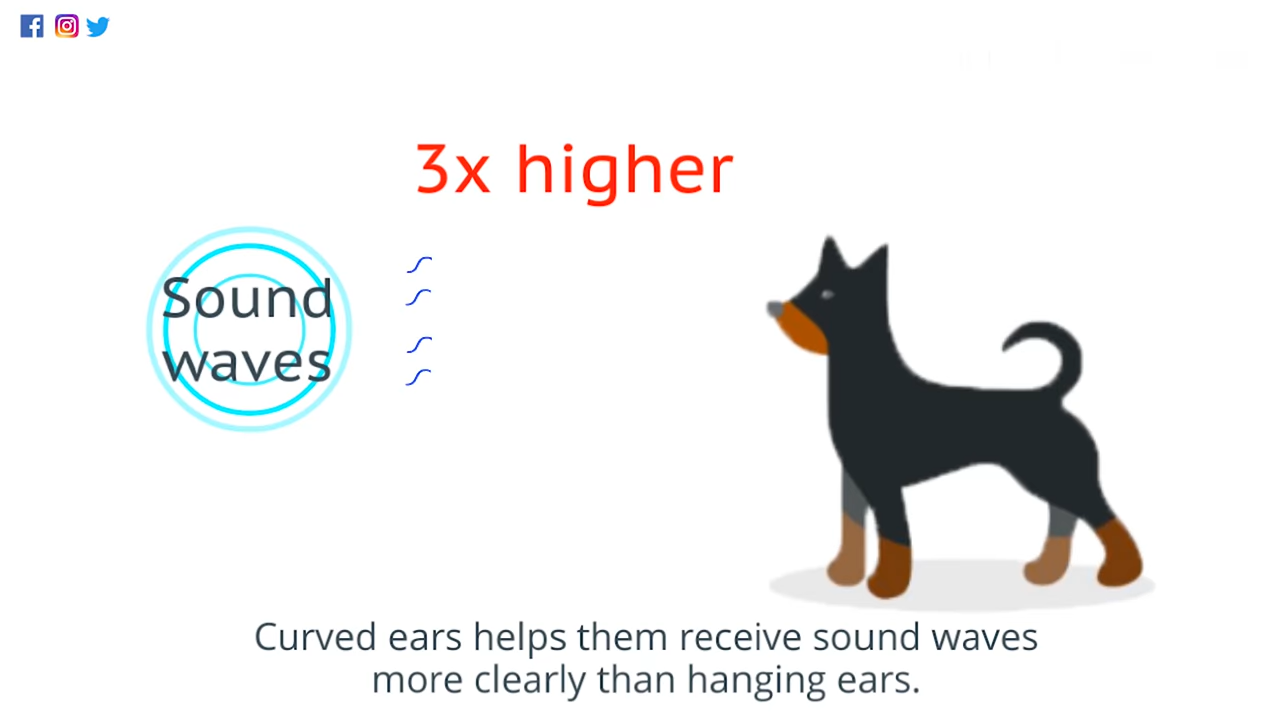 3x higher
Sound
waves
Curved ears helps them receive sound waves
more clearly than hanging ears.